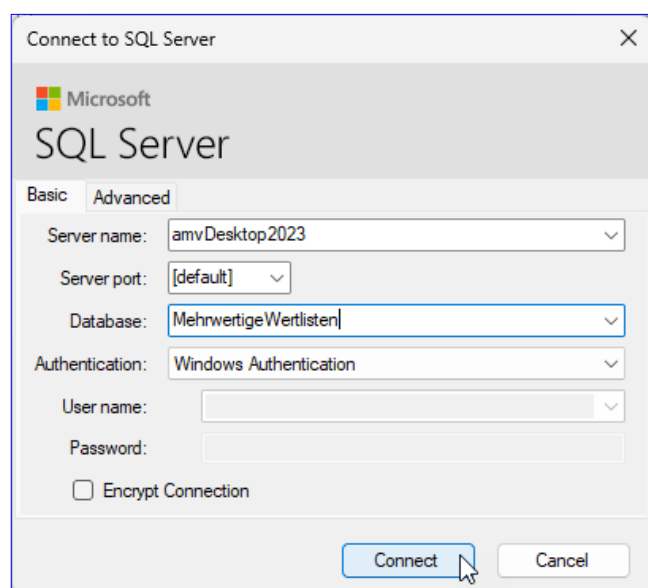 Connect to SQL Server
Microsoft
SQL Server
Basic Advanced
Server name: amvDesktop2023
Server port: [default]
Database: MehrwertigeWertlisten
Authentication: Windows Authentication
User name:
Password:
Encrypt Connection
Connect Cancel